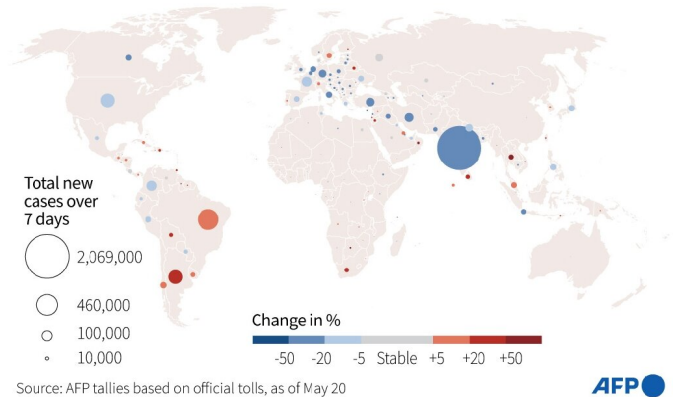 Total new
cases over
7 days
2,069,000
460,000
100,000
10,000
Change in %
-50 -20 -5 Stable +5 +20 +50
Source: AFP tallies based on official tolls, as of May 20
AFP